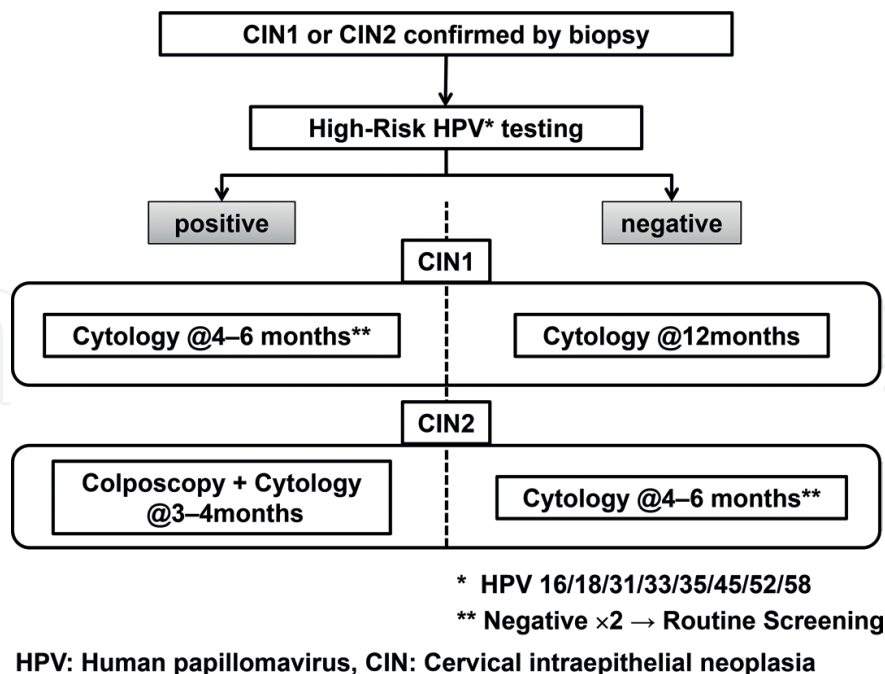 CIN1 or CIN2 confirmed by biopsy
High-Risk HPV* testing
positive
negative
CIN1
Cytology @4–6 months**
Cytology @12months
CIN2
Colposcopy + Cytology
@3–4months
Cytology @4–6 months**
* HPV 16/18/31/33/35/45/52/58
** Negative ×2 → Routine Screening
HPV: Human papillomavirus, CIN: Cervical intraepithelial neoplasia